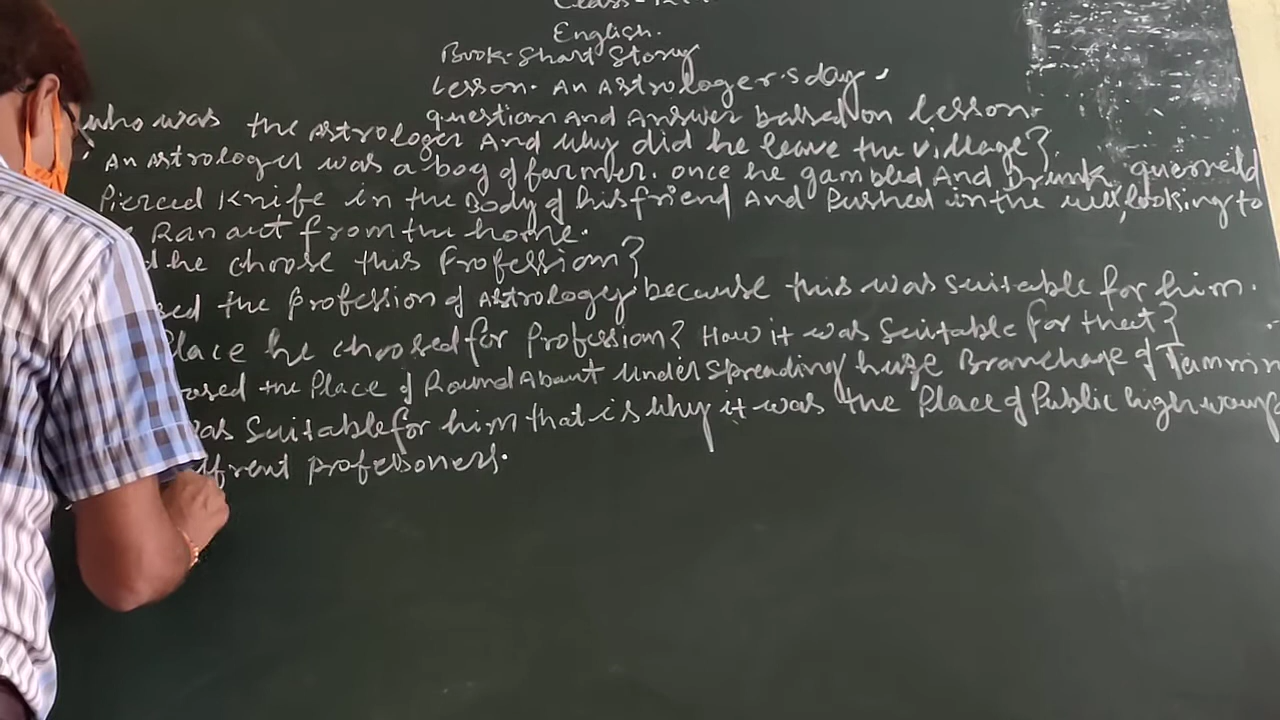 English.
Book-Short Story
Lesson. An Astrologer's day.
question And Answer based on lesson.
who was the Astrologer And why did he leave the village?
An Astrologer was a boy of farmer. once he gambled And Drink, querreild
Pierced Knife in the Body of his friend And Pushed in the well, looking to
Ran out from the home.
he choose this Profession?
the Profession of Astrology because this was suitable for him.
Place he choosed for Profession? How it was Suitable for that?
the Place of Round About under spreading huge Branchage of
was Suitable for him that is why it was the Place of Public high